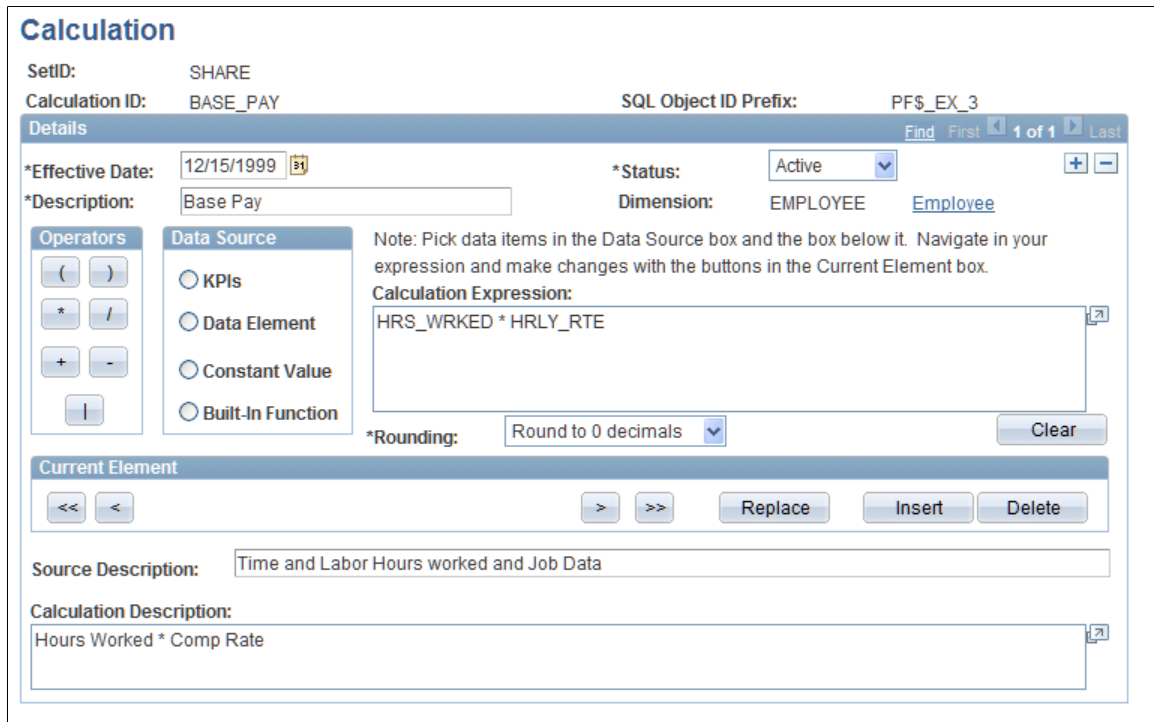 Calculation
SetID: SHARE
Calculation ID: BASE_PAY SQL Object ID Prefix: PF$_EX_3
Details Find First 1 of 1 Last
*Effective Date: 12/15/1999 31 *Status: Active + -
*Description: Base Pay Dimension: EMPLOYEE Employee
Operators
( )
* /
+ -
|
Data Source
KPIs
Data Element
Constant Value
Built-In Function
Note: Pick data items in the Data Source box and the box below it. Navigate in your
expression and make changes with the buttons in the Current Element box.
Calculation Expression:
HRS_WRKED * HRLY_RTE
*Rounding: Round to 0 decimals Clear
Current Element
<< < > >> Replace Insert Delete
Source Description: Time and Labor Hours worked and Job Data
Calculation Description:
Hours Worked * Comp Rate